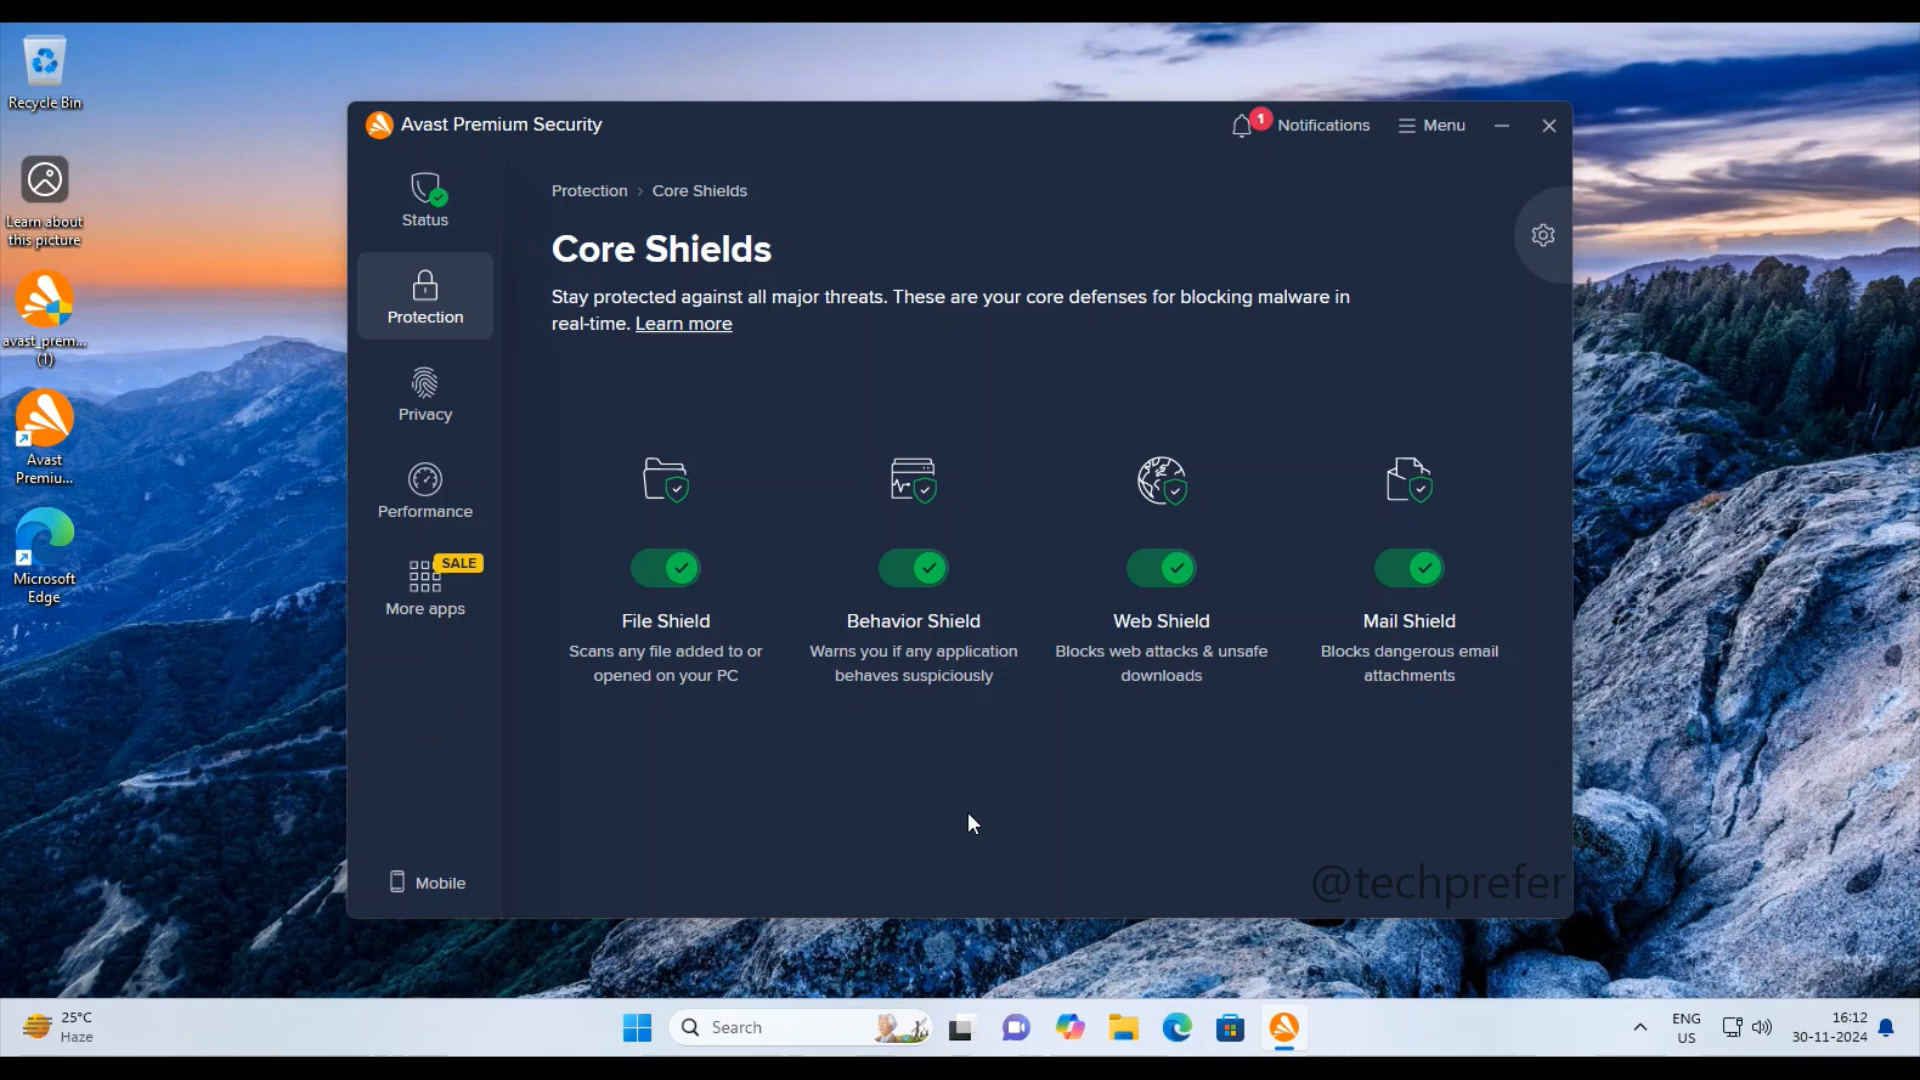 Recycle Bin
Learn about
this picture
avast_prem...
(1)
Avast
Premiu...
Microsoft
Edge
Avast Premium Security
1
Notifications
Menu
Status
Protection
Privacy
Performance
SALE
More apps
Mobile
Protection > Core Shields
Core Shields
Stay protected against all major threats. These are your core defenses for blocking malware in
real-time. Learn more
File Shield
Scans any file added to or
opened on your PC
Behavior Shield
Warns you if any application
behaves suspiciously
Web Shield
Blocks web attacks & unsafe
downloads
Mail Shield
Blocks dangerous email
attachments
@techprefer
25°C
Haze
Search
ENG
US
16:12
30-11-2024